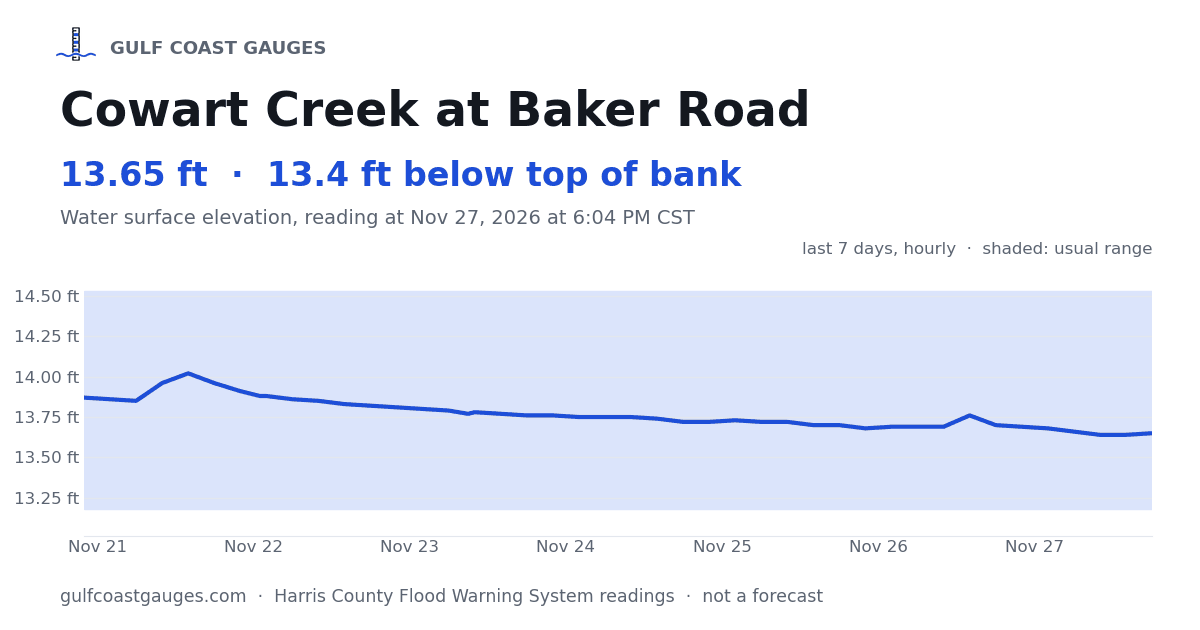 GULF COAST GAUGES
Cowart Creek at Baker Road
13.65 ft · 13.4 ft below top of bank
Water surface elevation, reading at Nov 27, 2026 at 6:04 PM CST
last 7 days, hourly · shaded: usual range
14.50 ft
14.25 ft
14.00 ft
13.75 ft
13.50 ft
13.25 ft
Nov 21 Nov 22 Nov 23 Nov 24 Nov 25 Nov 26 Nov 27
gulfcoastgauges.com · Harris County Flood Warning System readings · not a forecast